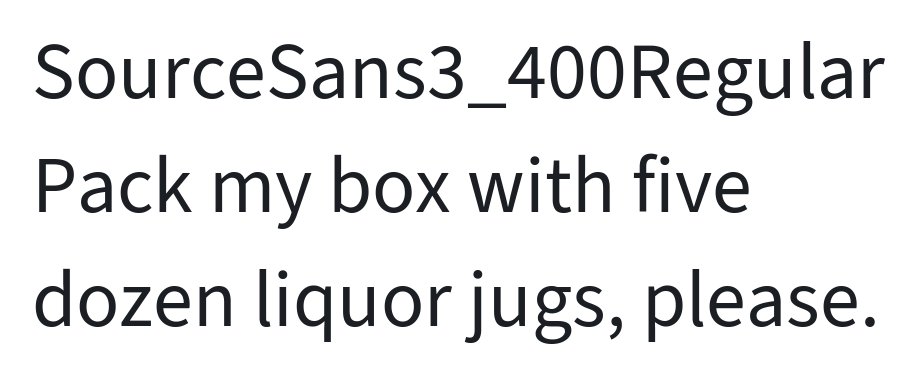 SourceSans3_400Regular
Pack my box with five
dozen liquor jugs, please.